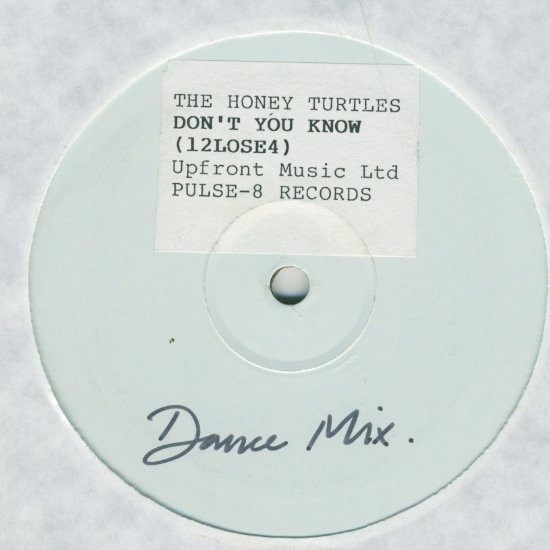 THE HONEY TURTLES
DON'T YOU KNOW
(12LOSE4)
Upfront Music Ltd
PULSE-8 RECORDS
Dance Mix.